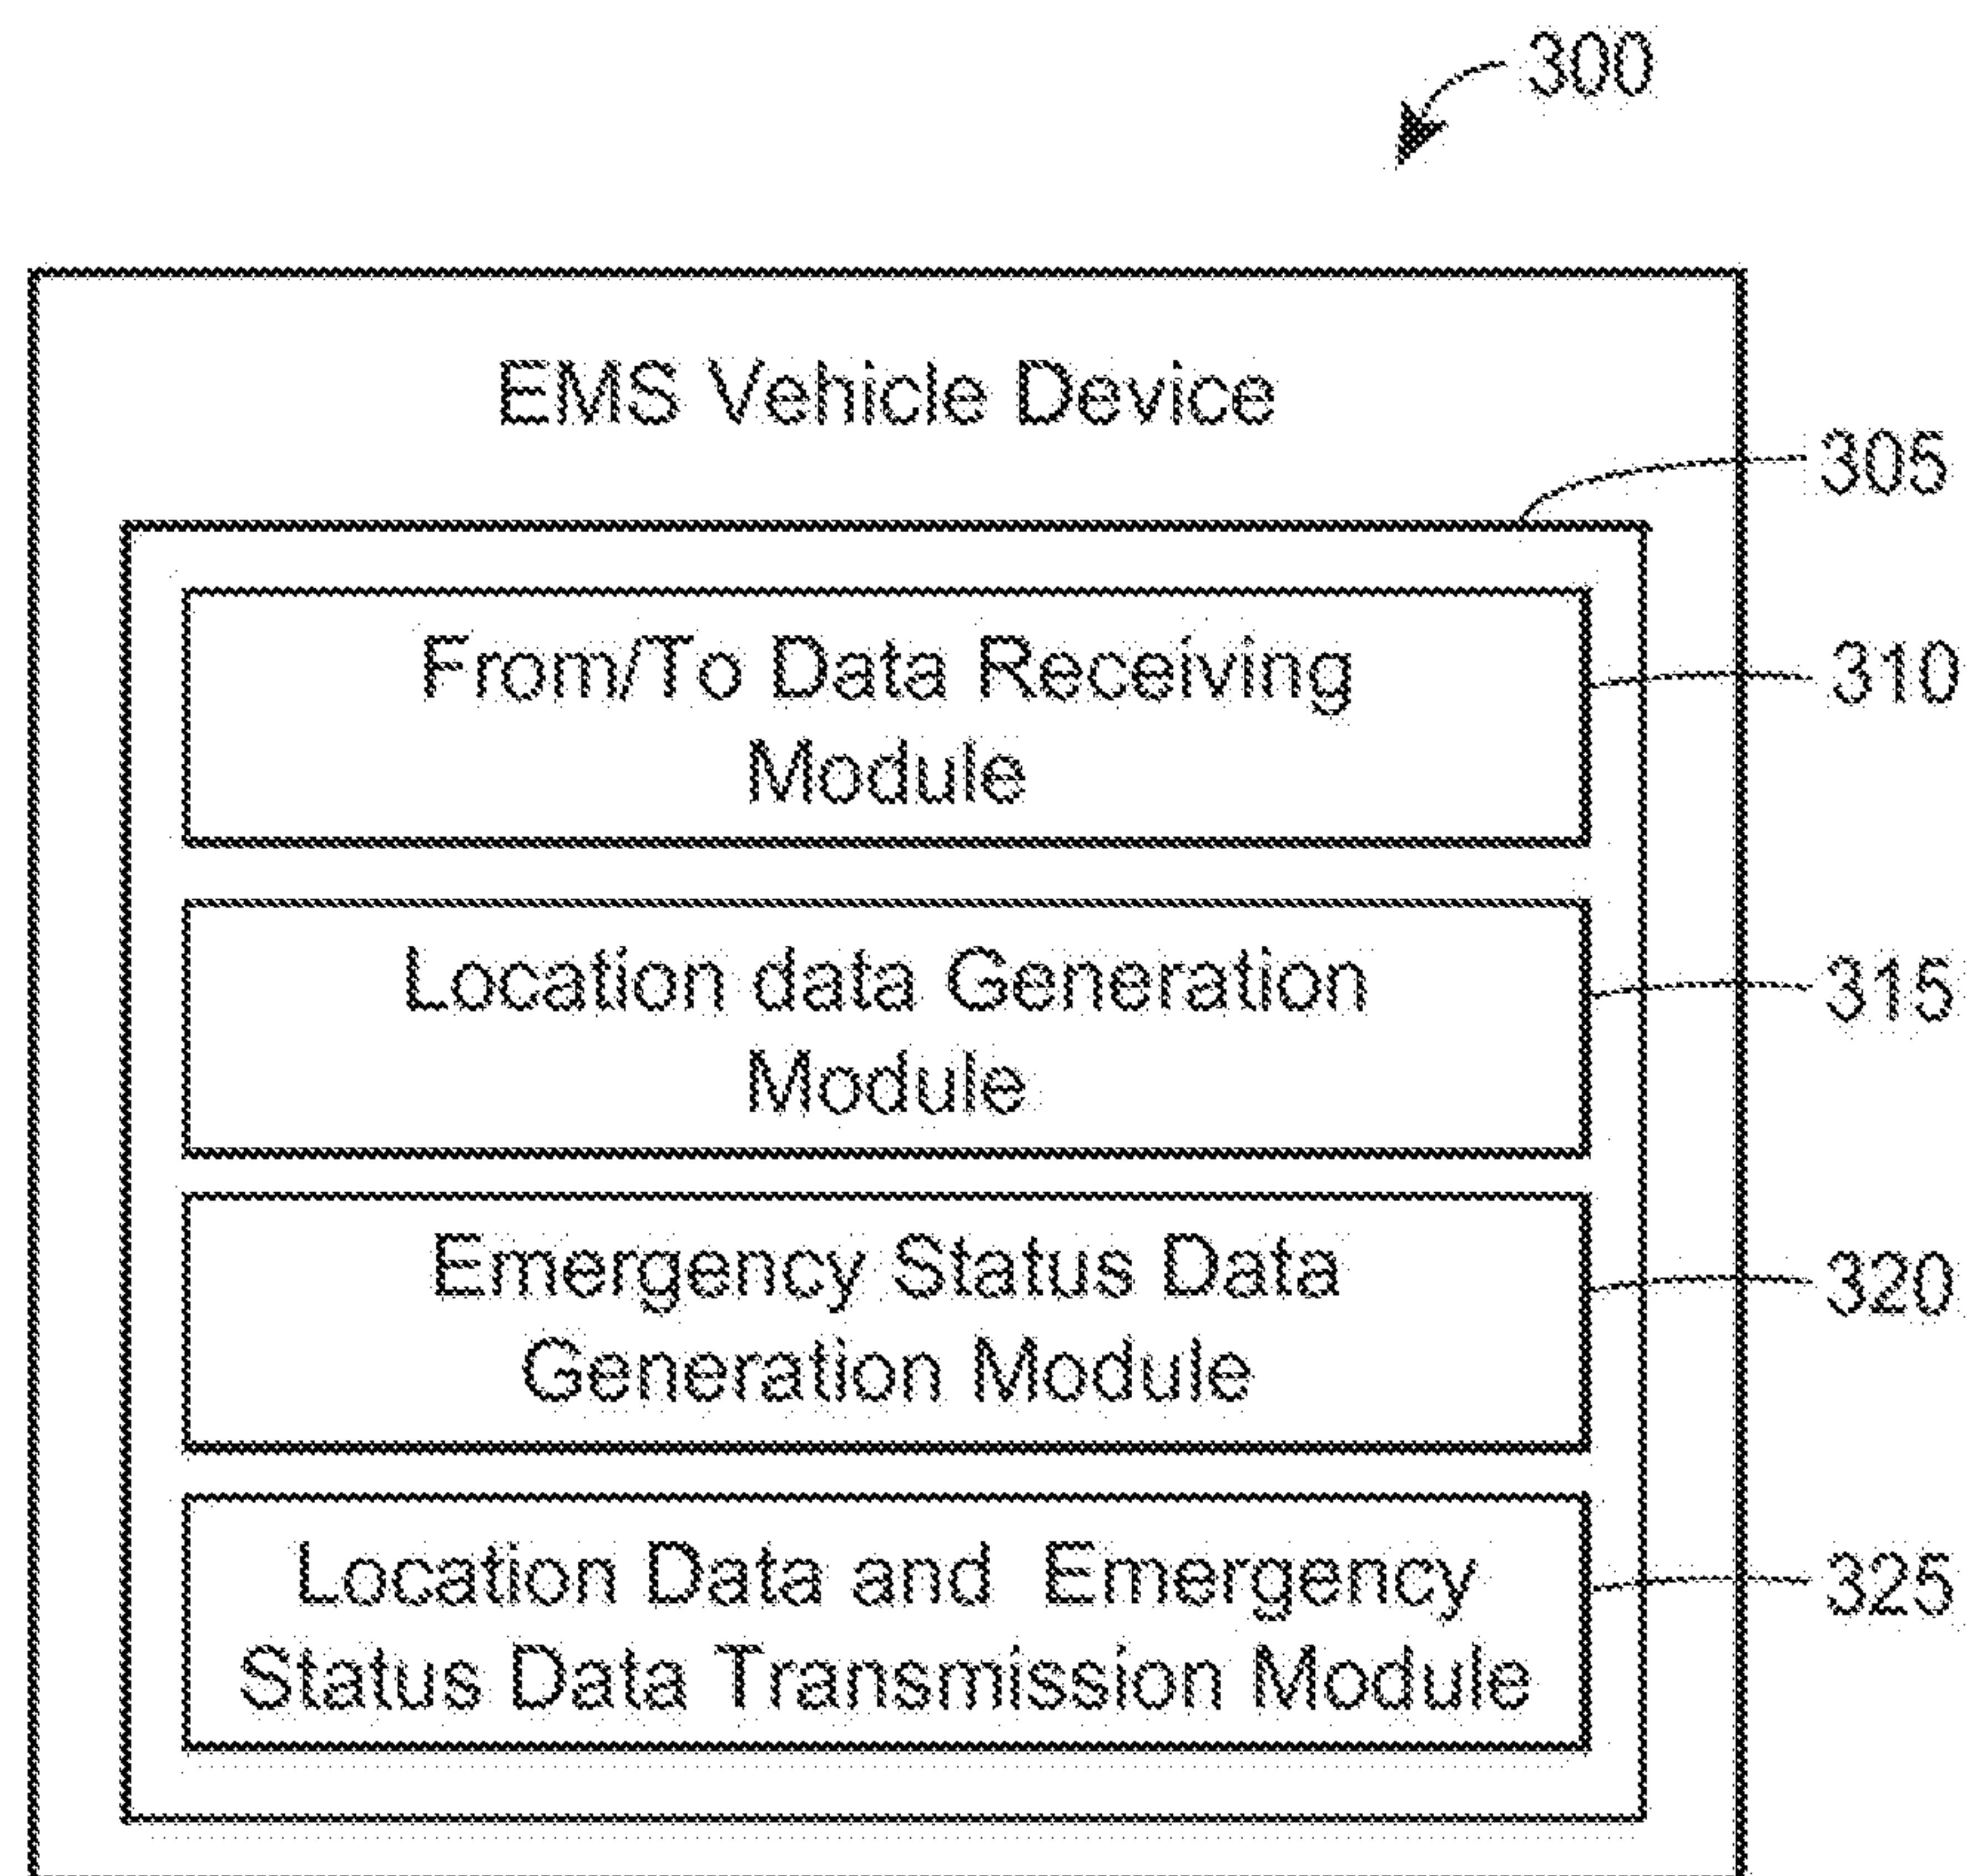 300
EMS Vehicle Device
305
From/To Data Receiving
Module
310
Location data Generation
Module
315
Emergency Status Data
Generation Module
320
Location Data and Emergency
Status Data Transmission Module
325